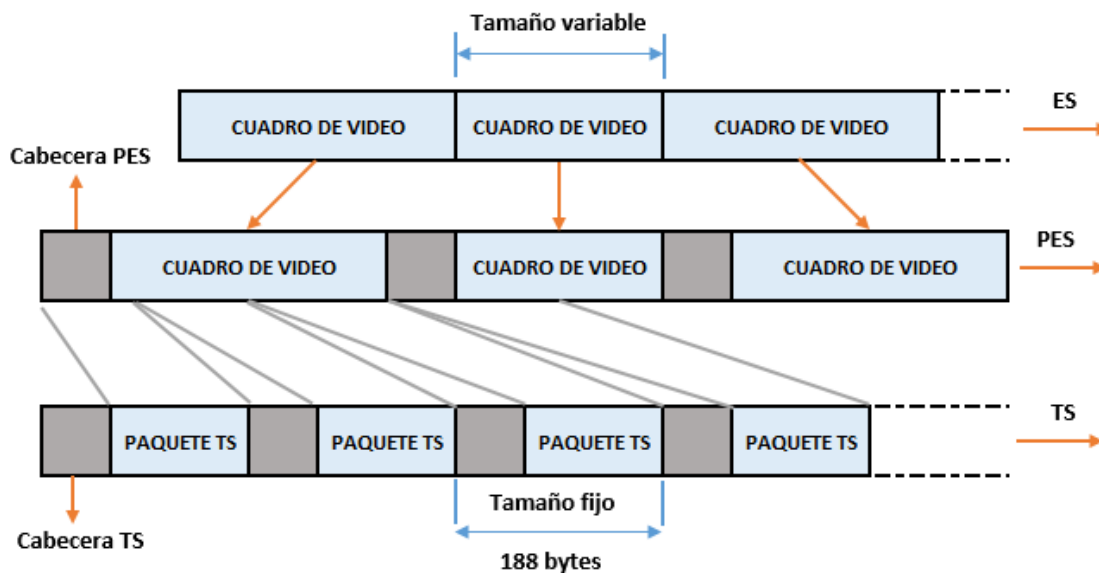 Tamaño variable
CUADRO DE VIDEO CUADRO DE VIDEO CUADRO DE VIDEO
ES
Cabecera PES
CUADRO DE VIDEO CUADRO DE VIDEO CUADRO DE VIDEO
PES
PAQUETE TS PAQUETE TS PAQUETE TS PAQUETE TS
TS
Tamaño fijo
188 bytes
Cabecera TS